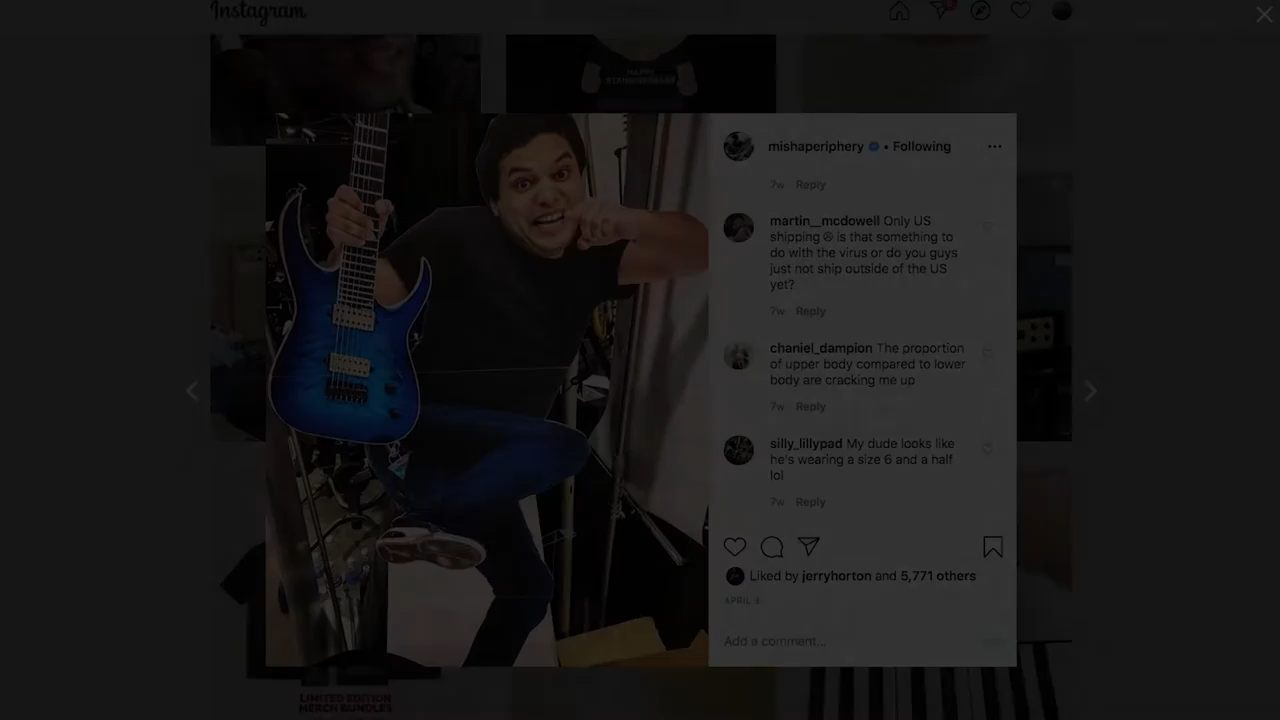 Instagram
HAPPY
mishaperiphery • Following
7w Reply
martin__mcdowell Only US
shipping ☹ is that something to
do with the virus or do you guys
just not ship outside of the US
yet?
7w Reply
chaniel_dampion The proportion
of upper body compared to lower
body are cracking me up
7w Reply
silly_lillypad My dude looks like
he's wearing a size 6 and a half
lol
7w Reply
Liked by jerryhorton and 5,771 others
APRIL
Add a comment...
LIMITED EDITION
MERCH BUNDLES